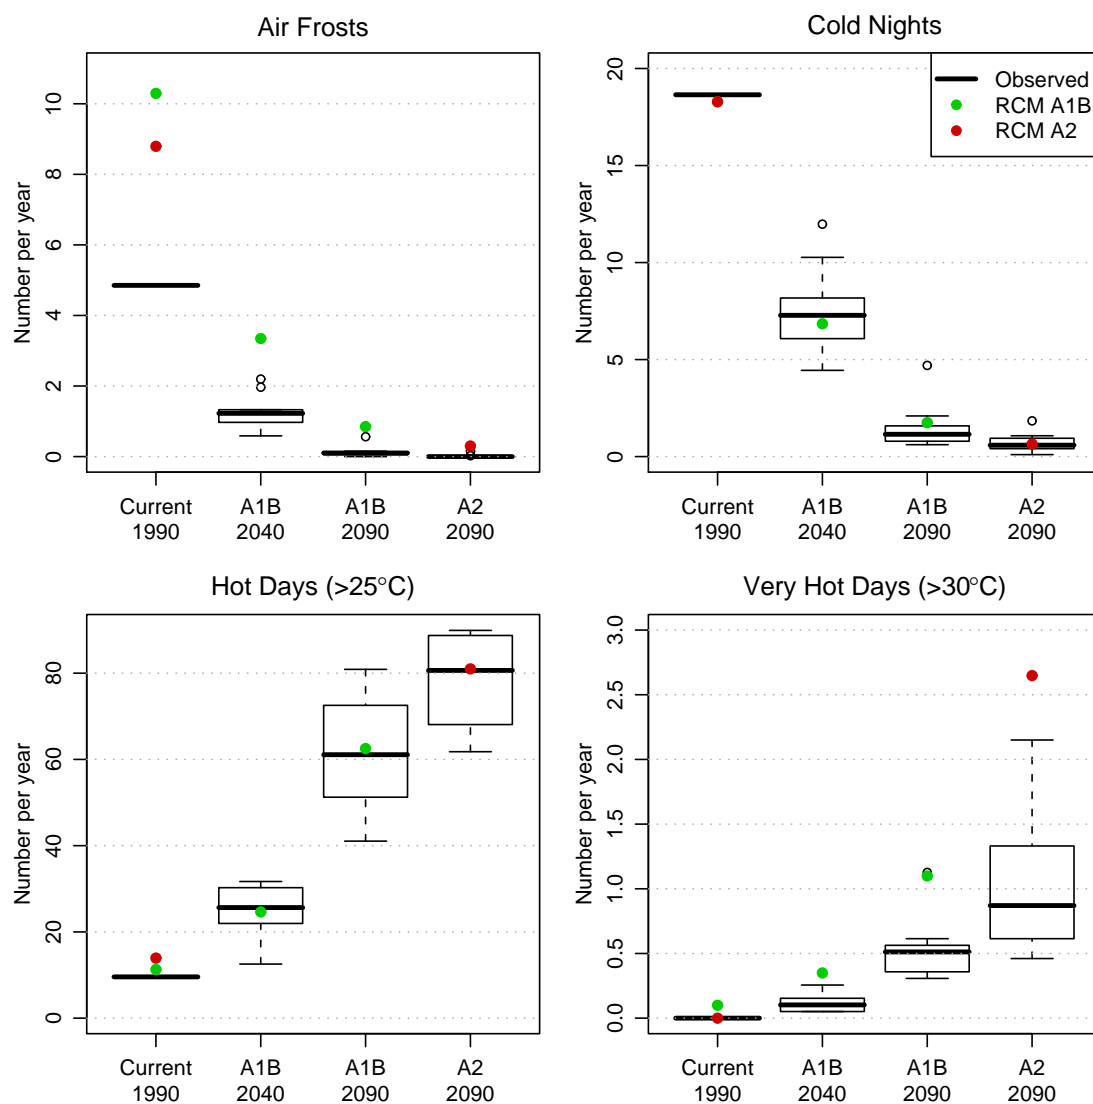 Air Frosts
Number per year
0 2 4 6 8 10
Current 1990
A1B 2040
A1B 2090
A2 2090
Cold Nights
Number per year
0 5 10 15 20
Observed
RCM A1B
RCM A2
Current 1990
A1B 2040
A1B 2090
A2 2090
Hot Days (>25°C)
Number per year
0 20 40 60 80
Current 1990
A1B 2040
A1B 2090
A2 2090
Very Hot Days (>30°C)
Number per year
0.0 0.5 1.0 1.5 2.0 2.5 3.0
Current 1990
A1B 2040
A1B 2090
A2 2090